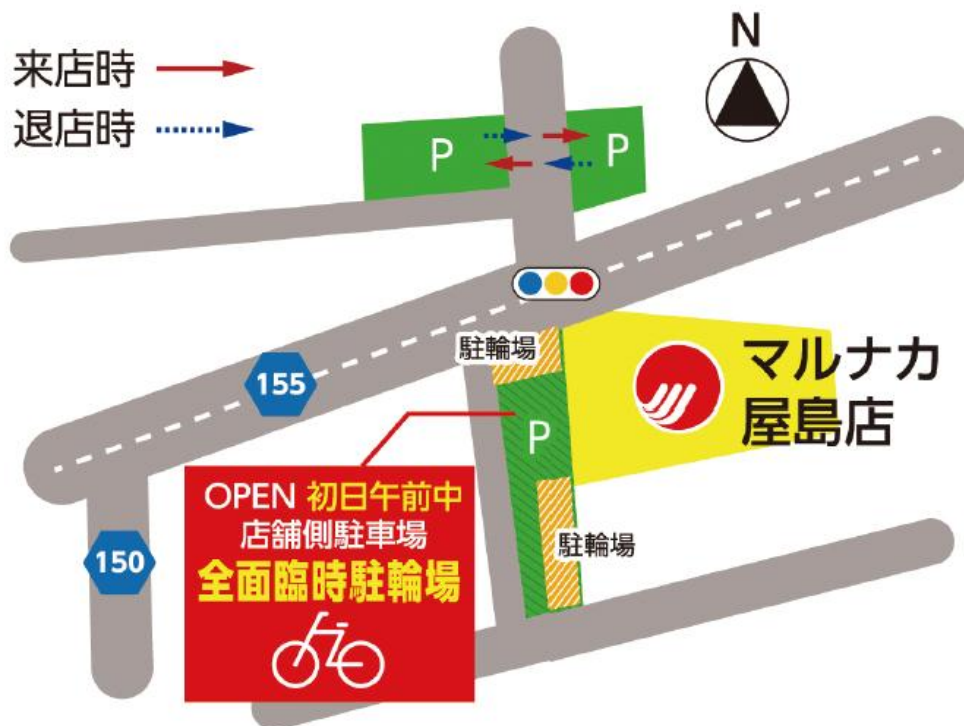 来店時
退店時
N
P
P
駐輪場
155
マルナカ
屋島店
P
OPEN 初日午前中
店舗側駐車場
全面臨時駐輪場
駐輪場
150